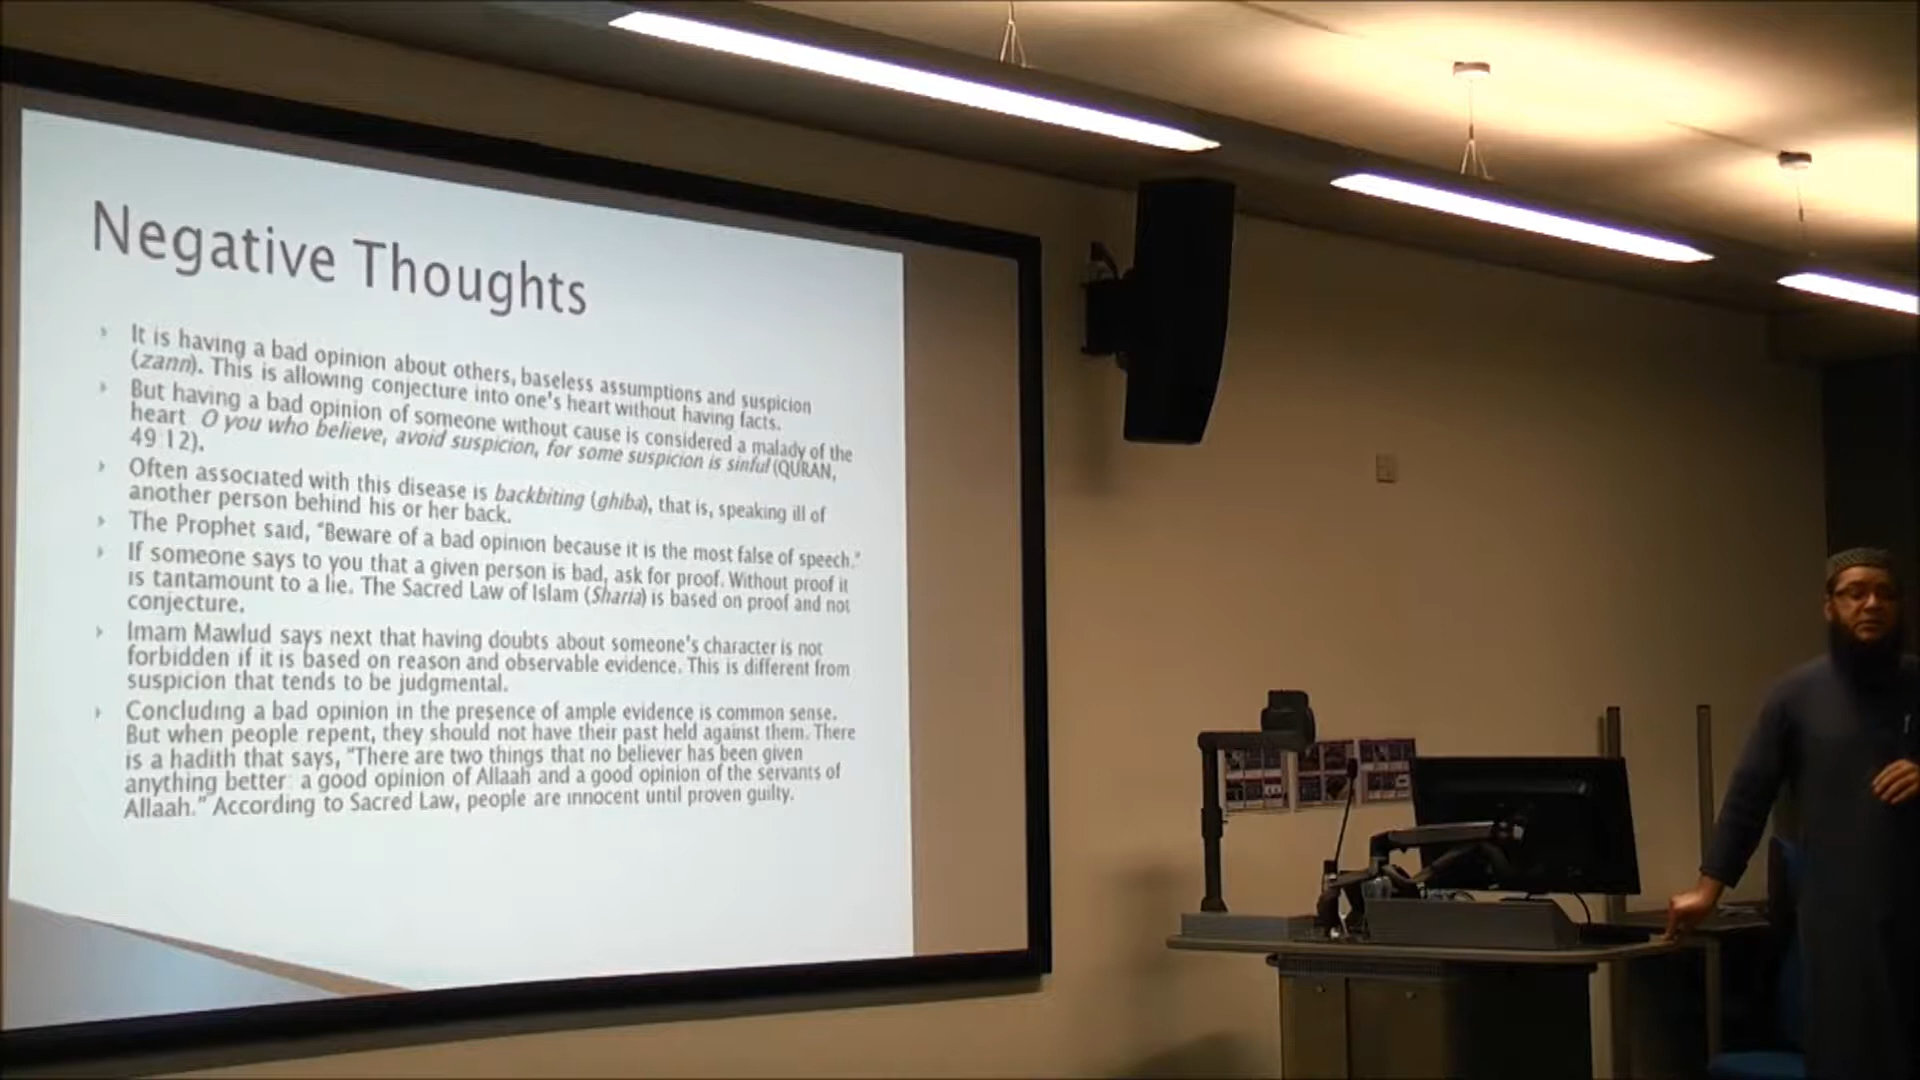 Negative Thoughts
It is having a bad opinion about others, baseless assumptions and suspicion
(zann). This is allowing conjecture into one's heart without having facts.
But having a bad opinion of someone without cause is considered a malady of the
heart O you who believe, avoid suspicion, for some suspicion is sinful (QURAN,
49 12).
Often associated with this disease is backbiting (ghiba), that is, speaking ill of
another person behind his or her back.
The Prophet said, "Beware of a bad opinion because it is the most false of speech."
If someone says to you that a given person is bad, ask for proof. Without proof it
is tantamount to a lie. The Sacred Law of Islam (Sharia) is based on proof and not
conjecture.
Imam Mawlud says next that having doubts about someone's character is not
forbidden if it is based on reason and observable evidence. This is different from
suspicion that tends to be judgmental.
Concluding a bad opinion in the presence of ample evidence is common sense.
But when people repent, they should not have their past held against them. There
is a hadith that says, "There are two things that no believer has been given
anything better: a good opinion of Allaah and a good opinion of the servants of
Allaah." According to Sacred Law, people are innocent until proven guilty.